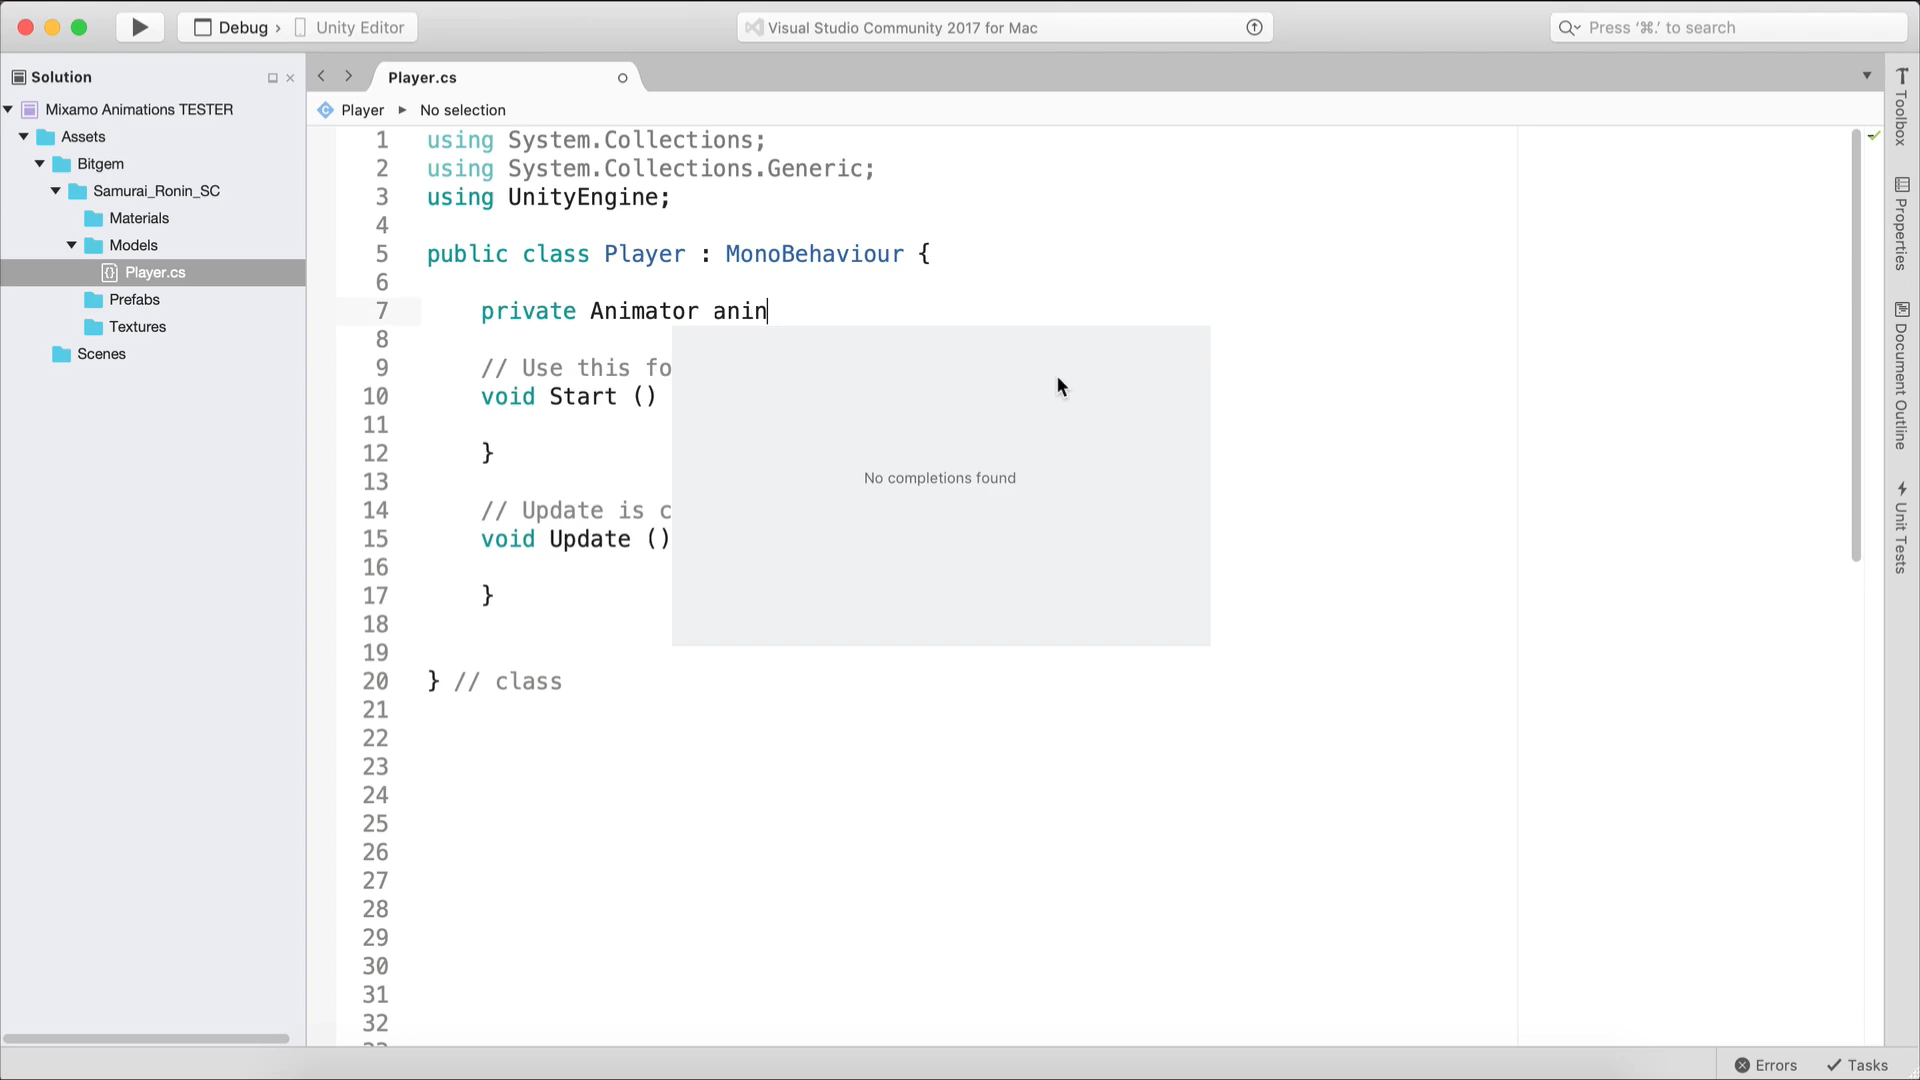 Debug › Unity Editor
Visual Studio Community 2017 for Mac
Press ‘⌘.’ to search
Solution
Mixamo Animations TESTER
Assets
Bitgem
Samurai_Ronin_SC
Materials
Models
Player.cs
Prefabs
Textures
Scenes
Player.cs
Player ▸ No selection
1 using System.Collections;
2 using System.Collections.Generic;
3 using UnityEngine;
4
5 public class Player : MonoBehaviour {
6
7 private Animator anin
8
9 // Use this fo
10 void Start ()
11
12 }
13
14 // Update is c
15 void Update ()
16
17 }
18
19
20 } // class
21
22
23
24
25
26
27
28
29
30
31
32
No completions found
Toolbox
Properties
Document Outline
Unit Tests
Errors
Tasks